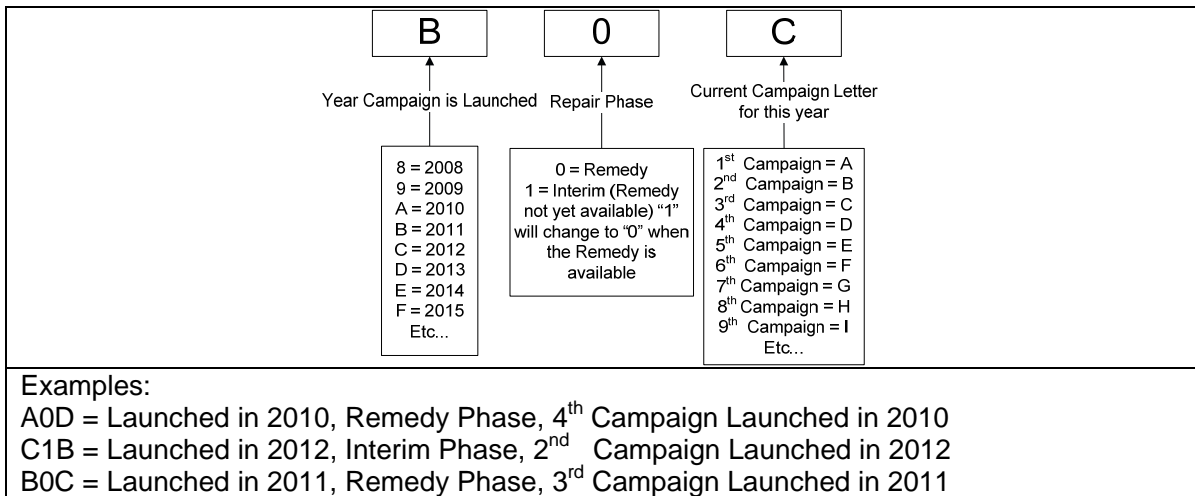 B 0 C
Year Campaign is Launched
Repair Phase
Current Campaign Letter
for this year
8 = 2008
9 = 2009
A = 2010
B = 2011
C = 2012
D = 2013
E = 2014
F = 2015
Etc...
0 = Remedy
1 = Interim (Remedy
not yet available) “1”
will change to “0” when
the Remedy is
available
1st Campaign = A
2nd Campaign = B
3rd Campaign = C
4th Campaign = D
5th Campaign = E
6th Campaign = F
7th Campaign = G
8th Campaign = H
9th Campaign = I
Etc...
Examples:
A0D = Launched in 2010, Remedy Phase, 4th Campaign Launched in 2010
C1B = Launched in 2012, Interim Phase, 2nd Campaign Launched in 2012
B0C = Launched in 2011, Remedy Phase, 3rd Campaign Launched in 2011